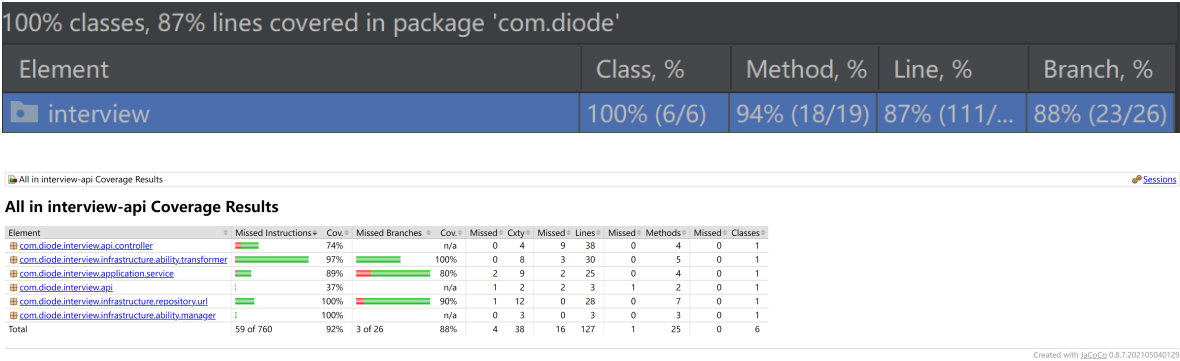 100% classes, 87% lines covered in package 'com.diode'
Element Class, % Method, % Line, % Branch, %
interview 100% (6/6) 94% (18/19) 87% (111/... 88% (23/26)
All in interview-api Coverage Results Sessions
All in interview-api Coverage Results
Element Missed Instructions Cov. Missed Branches Cov. Missed Cxty Missed Lines Missed Methods Missed Classes
com.diode.interview.api.controller 74% n/a 0 4 9 38 0 4 0 1
com.diode.interview.infrastructure.ability.transformer 97% 100% 0 8 3 30 0 5 0 1
com.diode.interview.application.service 89% 80% 2 9 2 25 0 4 0 1
com.diode.interview.api 37% n/a 1 2 2 3 1 2 0 1
com.diode.interview.infrastructure.repository.url 100% 90% 1 12 0 28 0 7 0 1
com.diode.interview.infrastructure.ability.manager 100% n/a 0 3 0 3 0 3 0 1
Total 59 of 760 92% 3 of 26 88% 4 38 16 127 1 25 0 6
Created with JaCoCo 0.8.7.202105040129